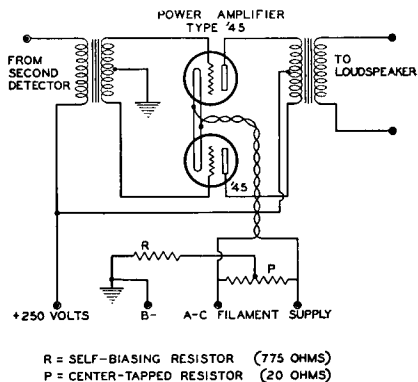 POWER AMPLIFIER
TYPE '45
FROM
SECOND
DETECTOR
TO
LOUDSPEAKER
'45
R
P
+250 VOLTS
B-
A-C FILAMENT SUPPLY
R = SELF-BIASING RESISTOR (775 OHMS)
P = CENTER-TAPPED RESISTOR (20 OHMS)